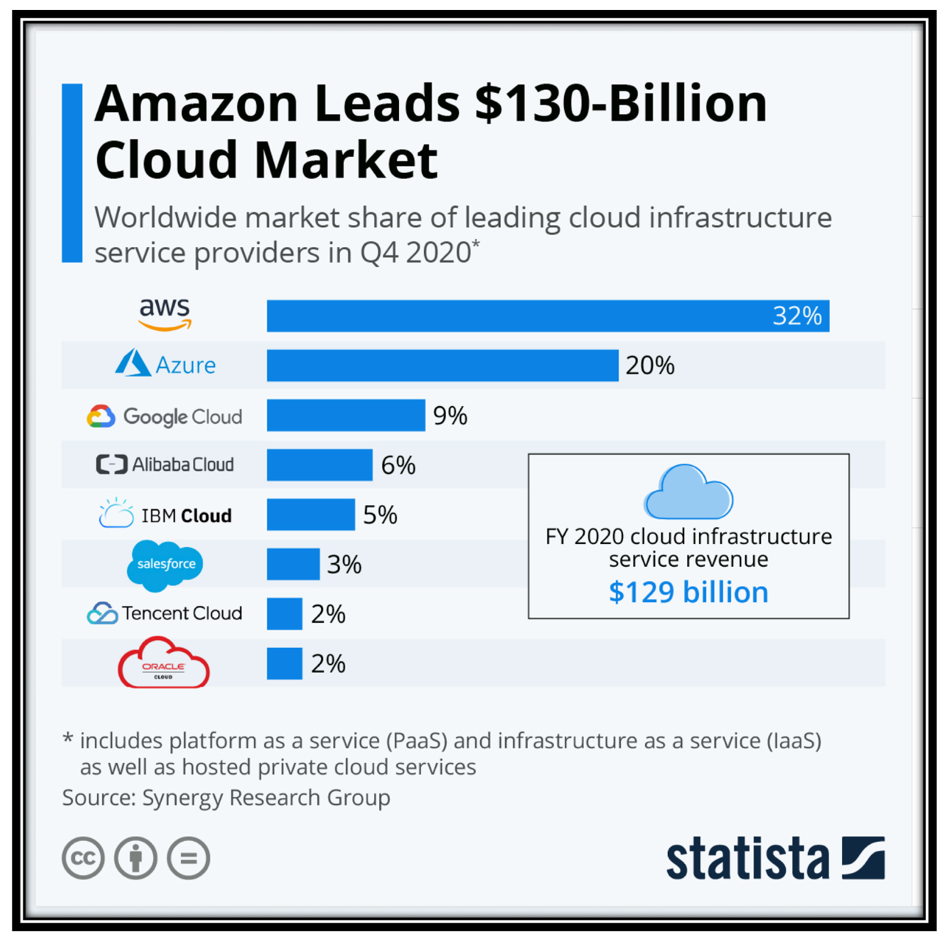 Amazon Leads $130-Billion
Cloud Market
Worldwide market share of leading cloud infrastructure
service providers in Q4 2020*
aws 32%
Azure 20%
Google Cloud 9%
Alibaba Cloud 6%
IBM Cloud 5%
salesforce 3%
Tencent Cloud 2%
ORACLE
CLOUD 2%
FY 2020 cloud infrastructure
service revenue
$129 billion
* includes platform as a service (PaaS) and infrastructure as a service (IaaS)
as well as hosted private cloud services
Source: Synergy Research Group
cc
=
statista